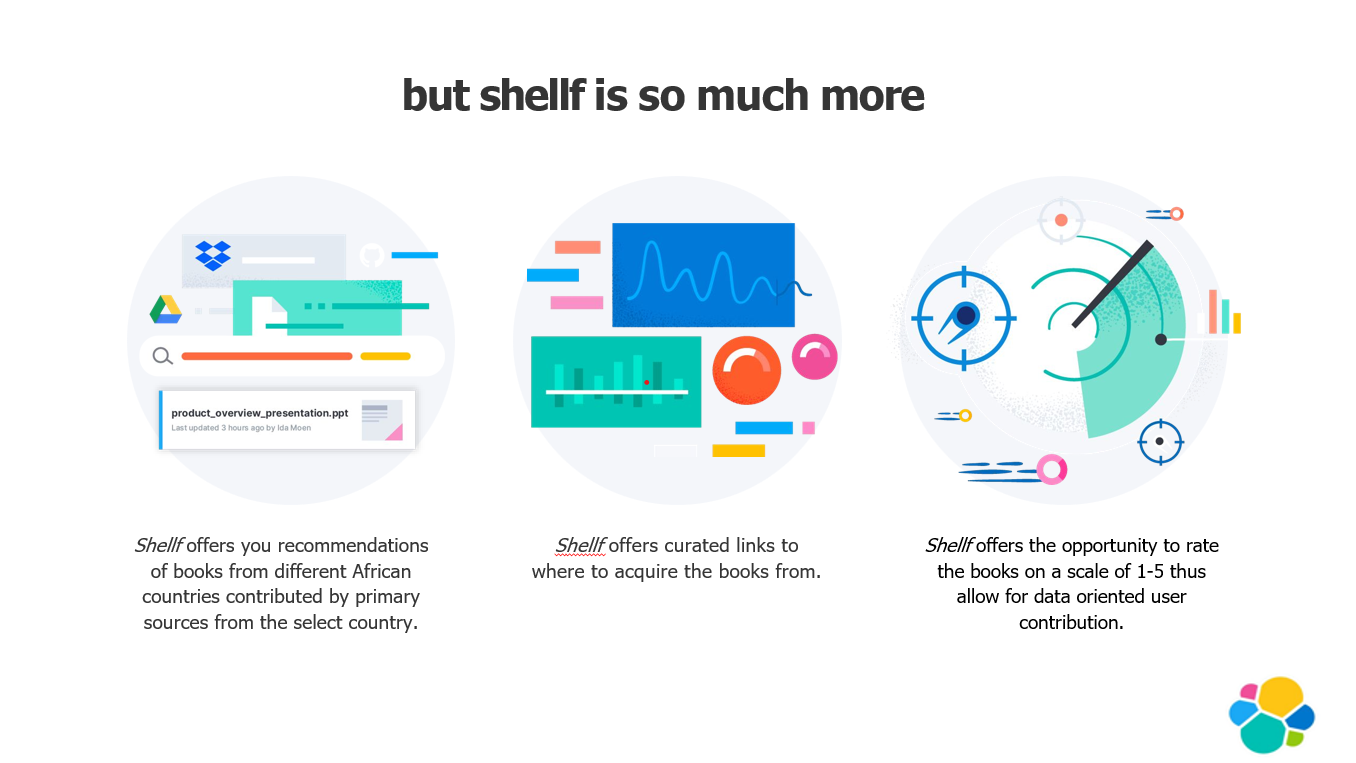 but shellf is so much more
product_overview_presentation.ppt
Last updated 3 hours ago by Ida Moen
Shellf offers you recommendations
of books from different African
countries contributed by primary
sources from the select country.
Shellf offers curated links to
where to acquire the books from.
Shellf offers the opportunity to rate
the books on a scale of 1-5 thus
allow for data oriented user
contribution.